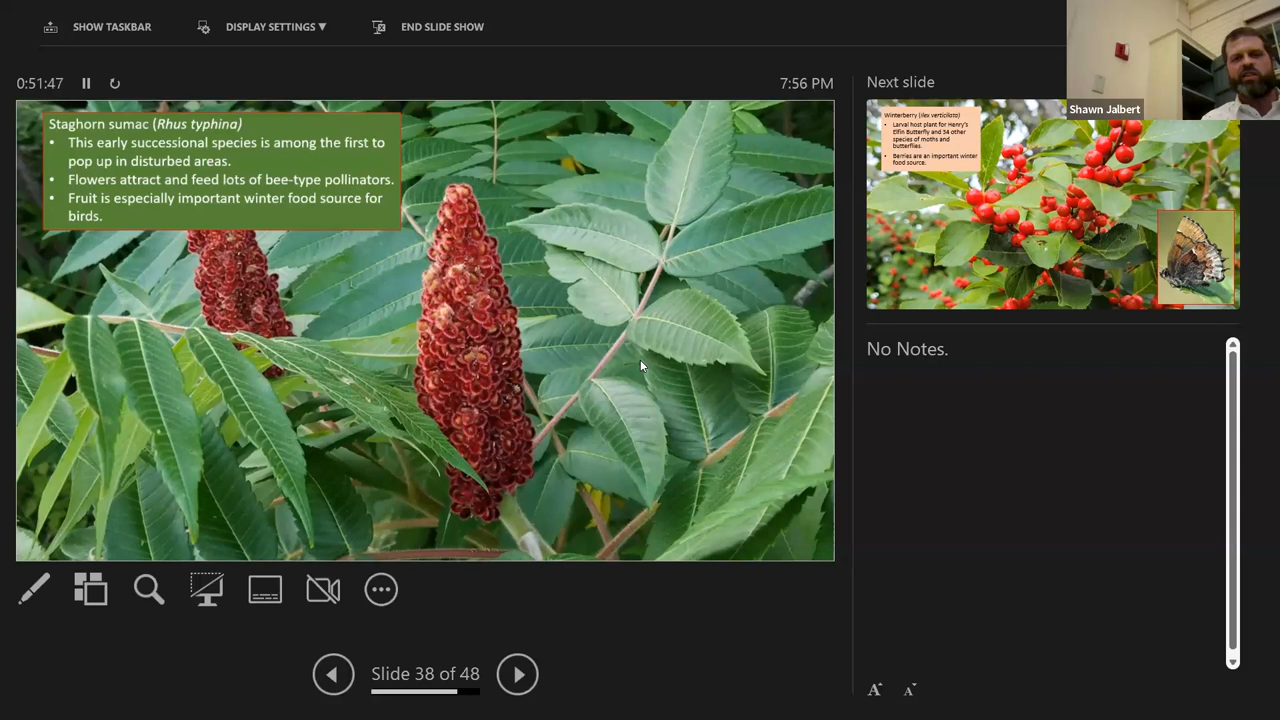 SHOW TASKBAR
DISPLAY SETTINGS ▼
END SLIDE SHOW
0:51:47
7:56 PM
Staghorn sumac (Rhus typhina)
• This early successional species is among the first to
pop up in disturbed areas.
• Flowers attract and feed lots of bee-type pollinators.
• Fruit is especially important winter food source for
birds.
Next slide
Shawn Jalbert
Winterberry (Ilex verticillata)
• Larval host plant for Henry's
Elfin Butterfly and 34 other
species of moths and
butterflies.
• Berries are an important winter
food source.
No Notes.
Slide 38 of 48
A
A